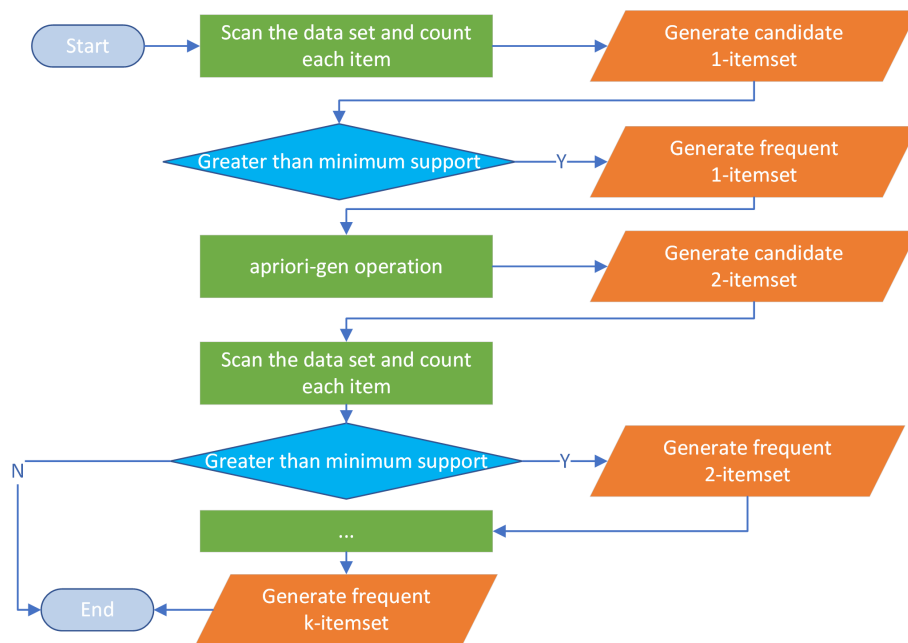 Start
Scan the data set and count
each item
Generate candidate
1-itemset
Greater than minimum support
Y
Generate frequent
1-itemset
apriori-gen operation
Generate candidate
2-itemset
Scan the data set and count
each item
N
Greater than minimum support
Y
Generate frequent
2-itemset
...
End
Generate frequent
k-itemset